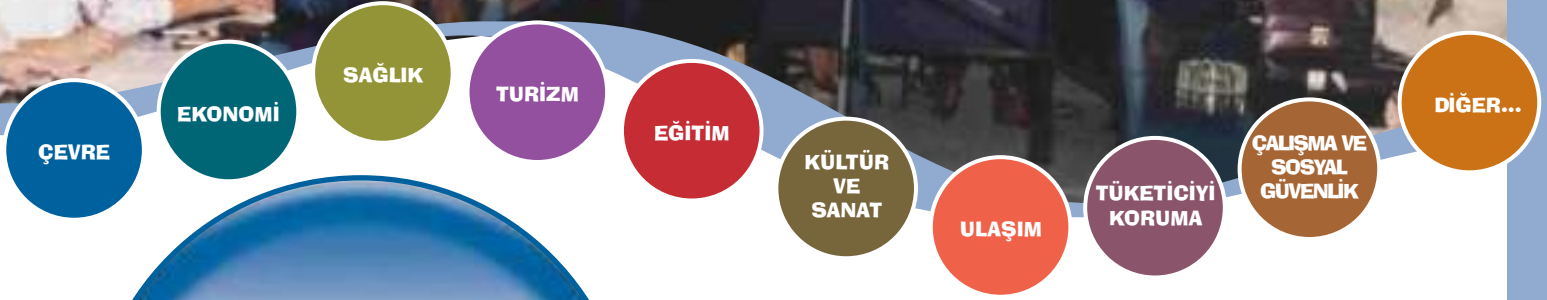 ÇEVRE
EKONOMİ
SAĞLIK
TURİZM
EĞİTİM
KÜLTÜR
VE
SANAT
ULAŞIM
TÜKETİCİYİ
KORUMA
ÇALIŞMA VE
SOSYAL
GÜVENLİK
DİĞER...